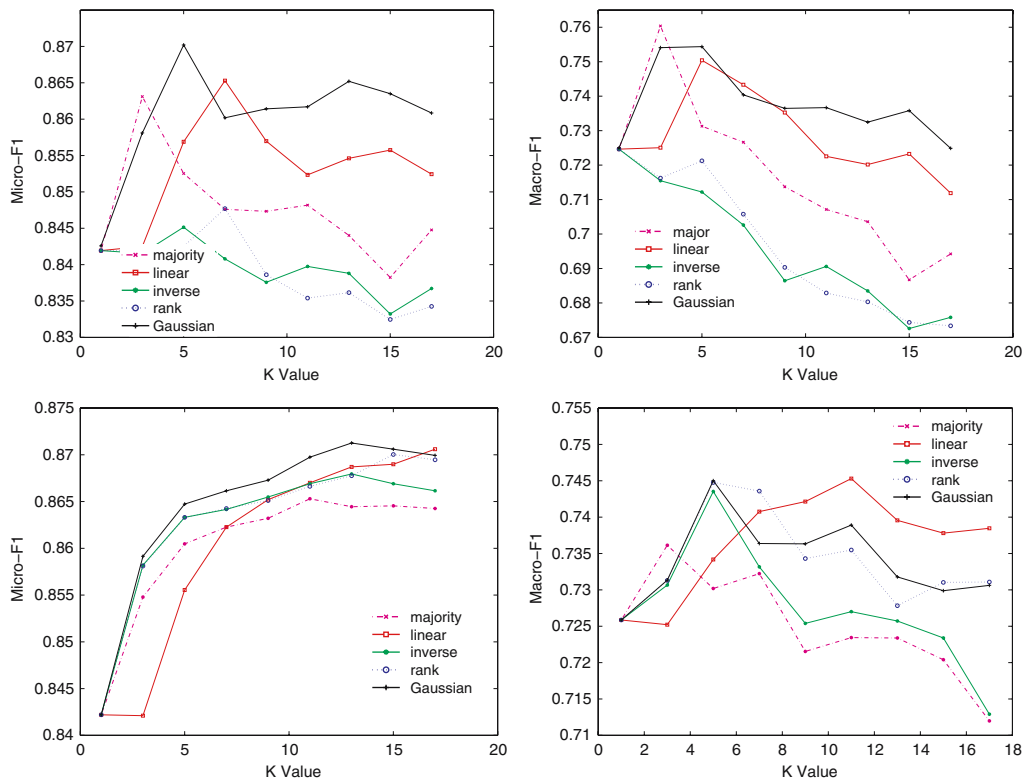 0.87
0.865
0.86
0.855
0.85
0.845
0.84
0.835
0.83
Micro–F1
majority
linear
inverse
rank
Gaussian
0 5 10 15 20
K Value
0.76
0.75
0.74
0.73
0.72
0.71
0.7
0.69
0.68
0.67
Macro–F1
major
linear
inverse
rank
Gaussian
0 5 10 15 20
K Value
0.875
0.87
0.865
0.86
0.855
0.85
0.845
0.84
Micro–F1
majority
linear
inverse
rank
Gaussian
0 5 10 15 20
K Value
0.755
0.75
0.745
0.74
0.735
0.73
0.725
0.72
0.715
0.71
Macro–F1
majority
linear
inverse
rank
Gaussian
0 2 4 6 8 10 12 14 16 18
K Value